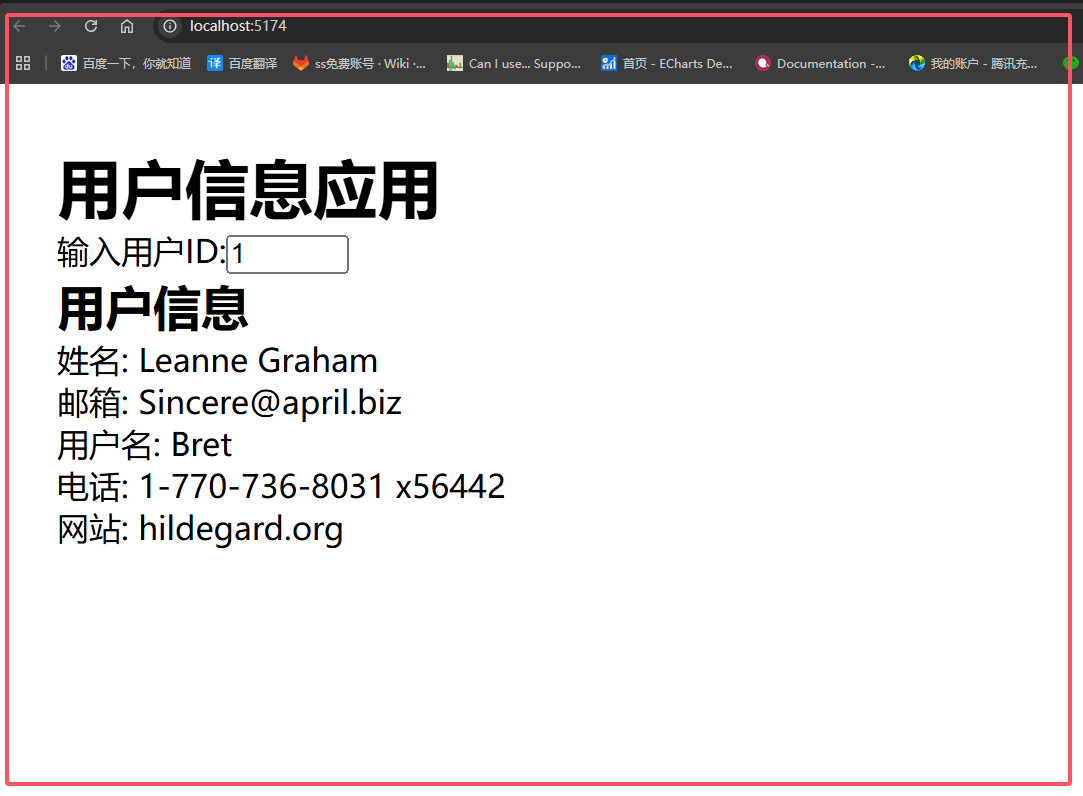 localhost:5174
百度一下，你就知道 百度翻译 ss免费账号 · Wiki ·... Can I use... Suppo... 首页 - ECharts De... Documentation -... 我的账户 - 腾讯充...
用户信息应用
输入用户ID:1
用户信息
姓名: Leanne Graham
邮箱: Sincere@april.biz
用户名: Bret
电话: 1-770-736-8031 x56442
网站: hildegard.org